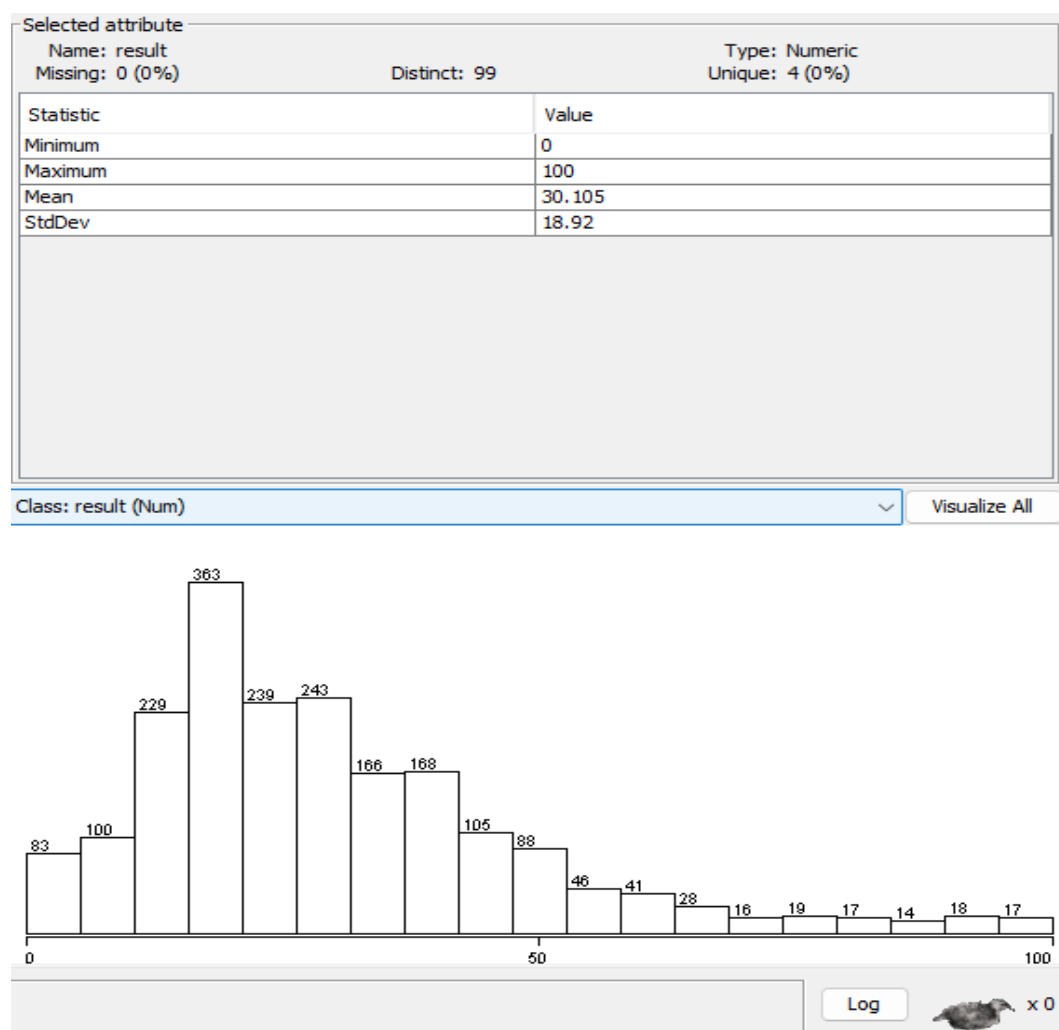 Selected attribute
Name: result Type: Numeric
Missing: 0 (0%) Distinct: 99 Unique: 4 (0%)
Statistic Value
Minimum 0
Maximum 100
Mean 30.105
StdDev 18.92
Class: result (Num) Visualize All
363
239 243
229
166 168
105
100
88
83
46 41
28
16 19 17 14 18 17
0 50 100
Log x 0